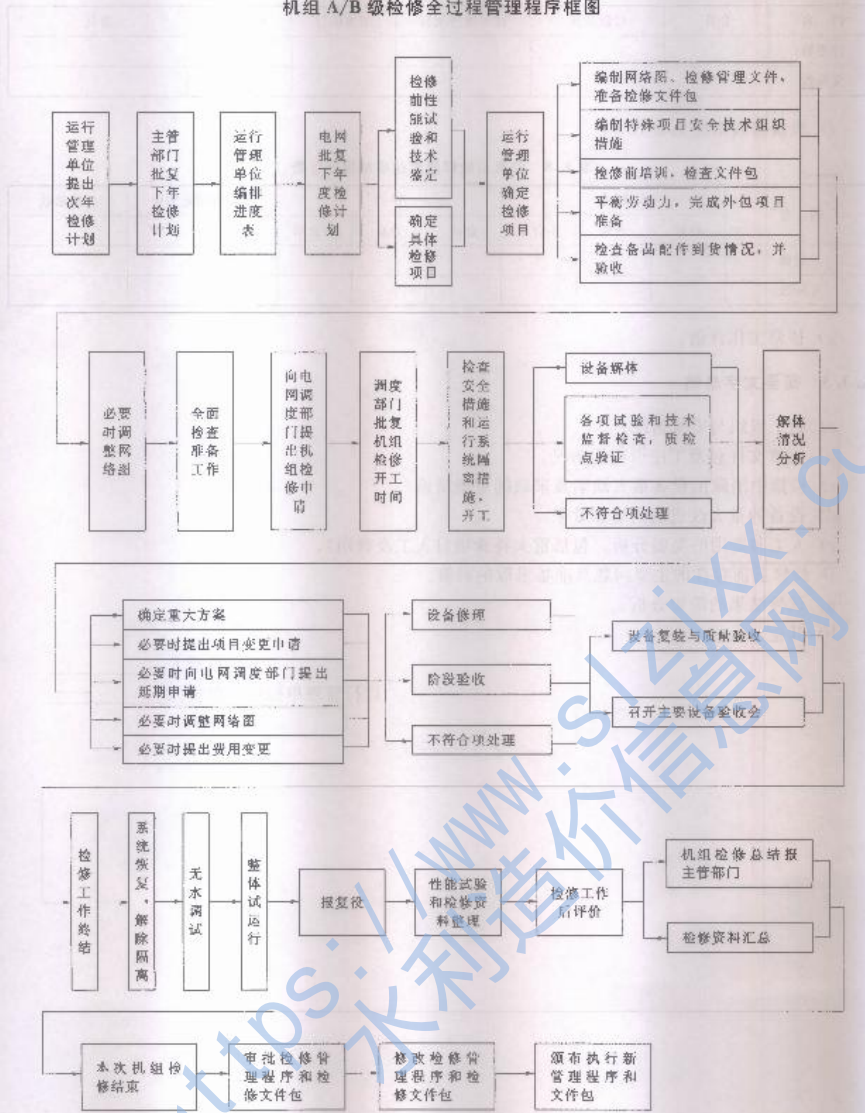 机组 A/B 级检修全过程管理程序框图
运行
管理
单位
提出
次年
检修
计划
主管
部门
批复
下年
检修
计划
运行
管理
单位
编排
进度
表
电网
批复
下年
度检
修计
划
检修
前性
能试
验和
技术
鉴定
确定
具体
检修
项目
运行
管理
单位
确定
检修
项目
编制网络图、检修管理文件、
准备检修文件包
编制特殊项目安全技术组织
措施
检修前培训，检查文件包
平衡劳动力，完成外包项目
准备
检查备品配件到货情况，并
验收
必要
时调
整网
络图
全面
检查
准备
工作
向电
网调
度部
门提
出机
组检
修申
请
调度
部门
批复
机组
检修
开工
时间
检查
安全
措施
和运
行系
统隔
离措
施，
开工
设备解体
各项试验和技术
监督检查，质检
点验证
不符合项处理
解体
情况
分析
确定重大方案
必要时提出项目变更申请
必要时向电网调度部门提出
延期申请
必要时调整网络图
必要时提出费用变更
设备修理
阶段验收
不符合项处理
设备复装与质量验收
召开主要设备验收会
检修工作终结
系统恢复，解除隔离
无水调试
整体试运行
报复役
性能试验
和检修资
料整理
检修工作
后评价
机组检修总结报
主管部门
检修资料汇总
本次机组检
修结束
审批检修管
理程序和检
修文件包
修改检修管
理程序和检
修文件包
颁布执行新
管理程序和
文件包
https://www.slzjxx.co
水利造价信息网